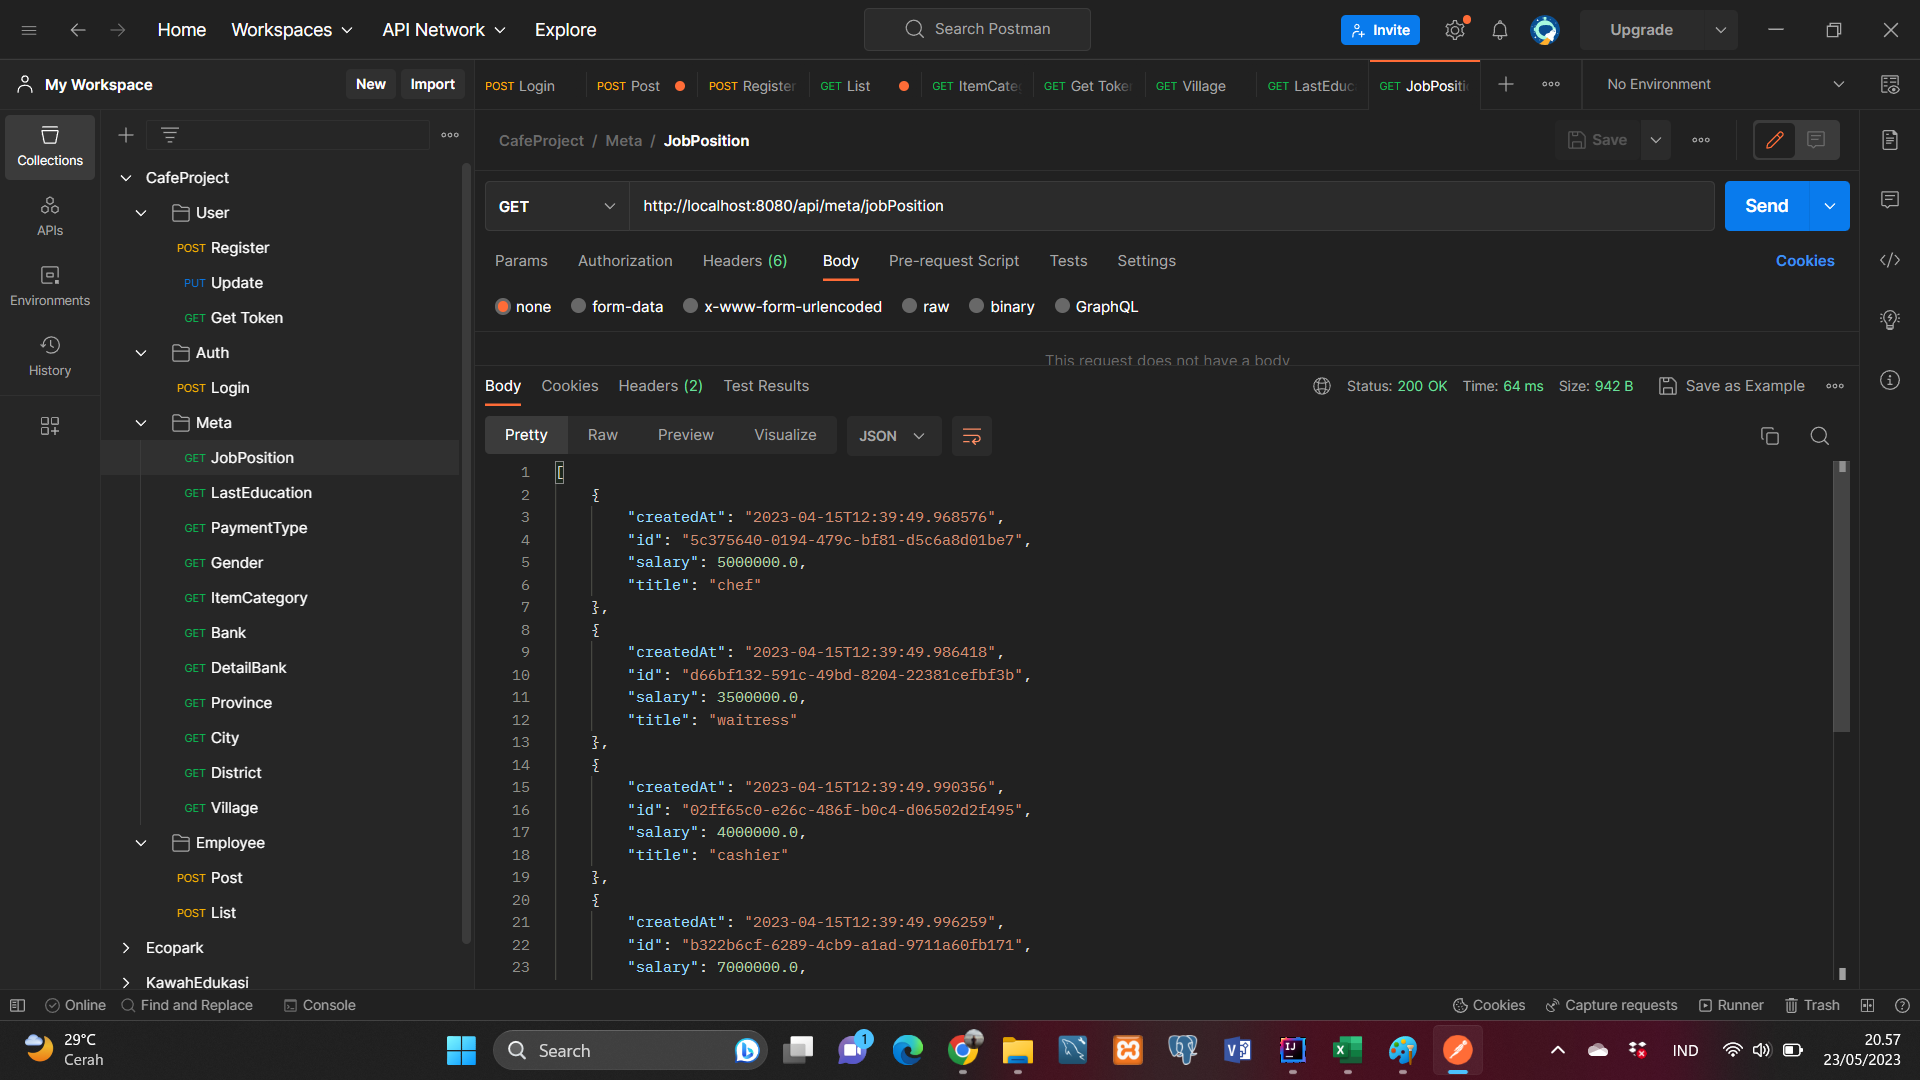 Home
Workspaces
API Network
Explore
Search Postman
Invite
Upgrade
My Workspace
New
Import
POST Login
POST Post
POST Register
GET List
GET ItemCate
GET Get Toke
GET Village
GET LastEduc
GET JobPositi
No Environment
Collections
APIs
Environments
History
CafeProject
User
POST Register
PUT Update
GET Get Token
Auth
POST Login
Meta
GET JobPosition
GET LastEducation
GET PaymentType
GET Gender
GET ItemCategory
GET Bank
GET DetailBank
GET Province
GET City
GET District
GET Village
Employee
POST Post
POST List
Ecopark
KawahEdukasi
CafeProject / Meta / JobPosition
Save
GET
http://localhost:8080/api/meta/jobPosition
Send
Params
Authorization
Headers (6)
Body
Pre-request Script
Tests
Settings
Cookies
none
form-data
x-www-form-urlencoded
raw
binary
GraphQL
This request does not have a body
Body
Cookies
Headers (2)
Test Results
Status: 200 OK
Time: 64 ms
Size: 942 B
Save as Example
Pretty
Raw
Preview
Visualize
JSON
1 [
2 {
3 "createdAt": "2023-04-15T12:39:49.968576",
4 "id": "5c375640-0194-479c-bf81-d5c6a8d01be7",
5 "salary": 5000000.0,
6 "title": "chef"
7 },
8 {
9 "createdAt": "2023-04-15T12:39:49.986418",
10 "id": "d66bf132-591c-49bd-8204-22381cefbf3b",
11 "salary": 3500000.0,
12 "title": "waitress"
13 },
14 {
15 "createdAt": "2023-04-15T12:39:49.990356",
16 "id": "02ff65c0-e26c-486f-b0c4-d06502d2f495",
17 "salary": 4000000.0,
18 "title": "cashier"
19 },
20 {
21 "createdAt": "2023-04-15T12:39:49.996259",
22 "id": "b322b6cf-6289-4cb9-a1ad-9711a60fb171",
23 "salary": 7000000.0,
Online
Find and Replace
Console
Cookies
Capture requests
Runner
Trash
29°C
Cerah
Search
1
IND
20.57
23/05/2023